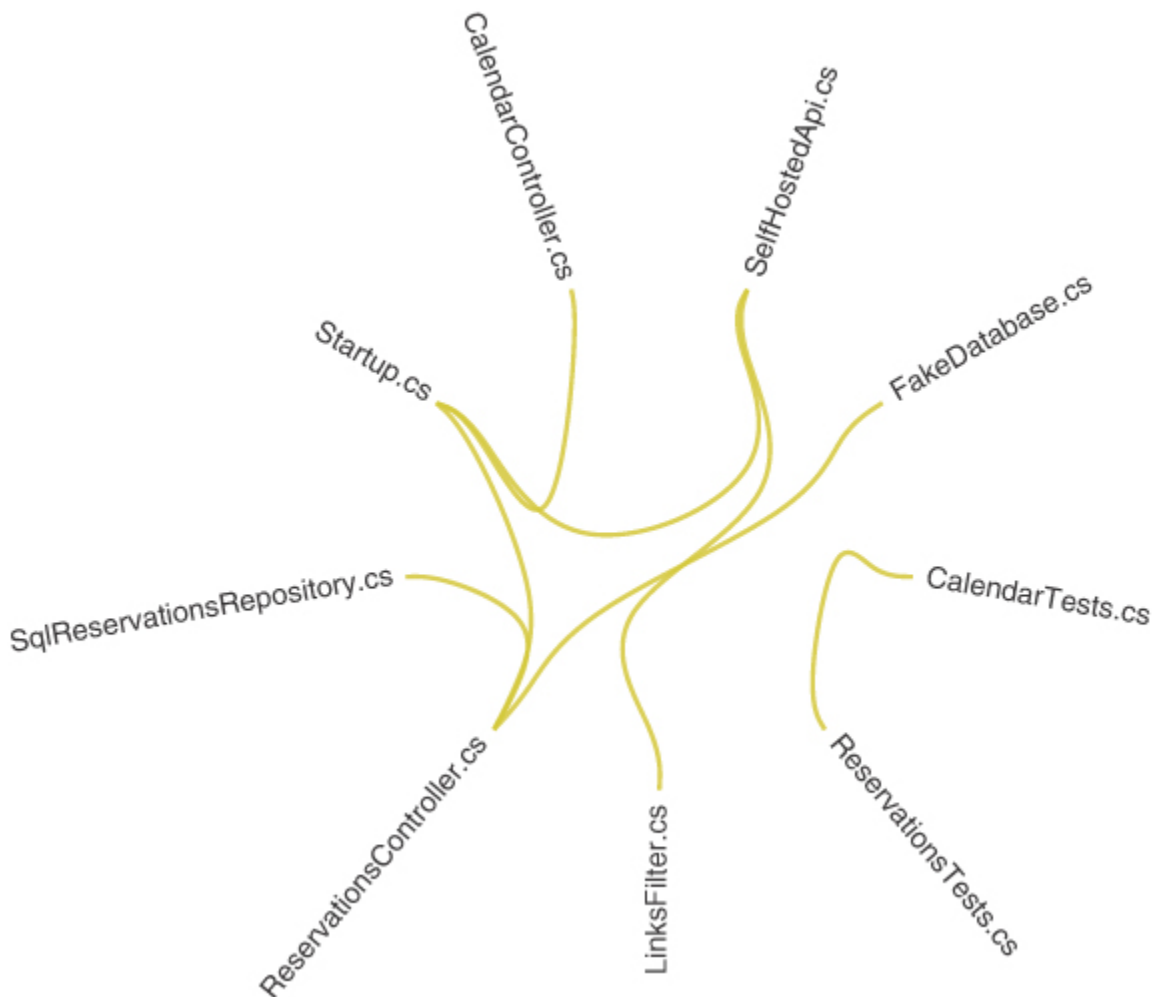 CalendarController.cs
SelfHostedApi.cs
Startup.cs
FakeDatabase.cs
SqlReservationsRepository.cs
CalendarTests.cs
ReservationsController.cs
LinksFilter.cs
ReservationsTests.cs